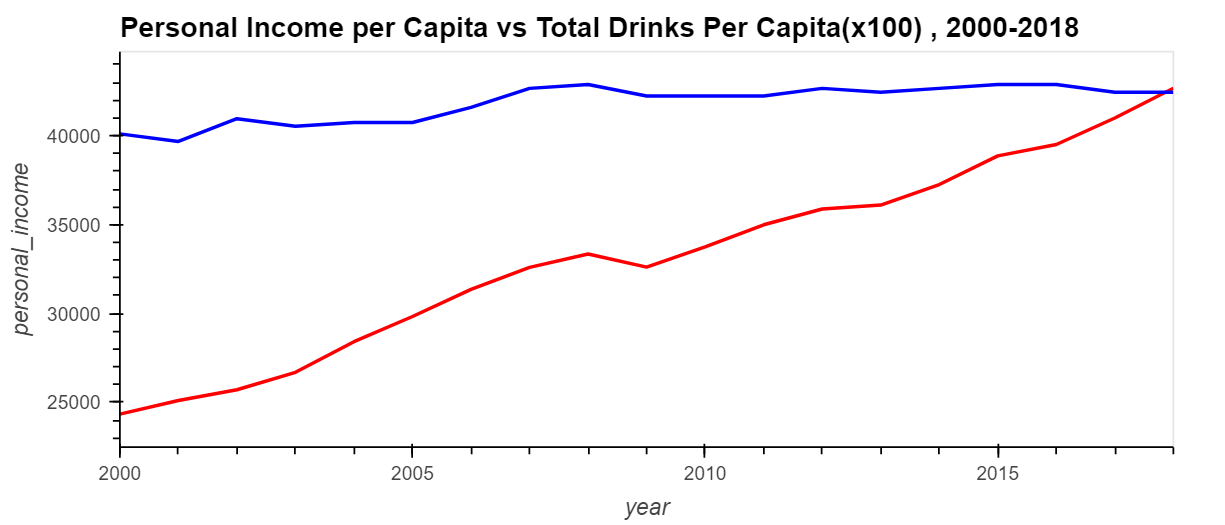 Personal Income per Capita vs Total Drinks Per Capita(x100) , 2000-2018
personal_income
40000
35000
30000
25000
2000 2005 2010 2015
year